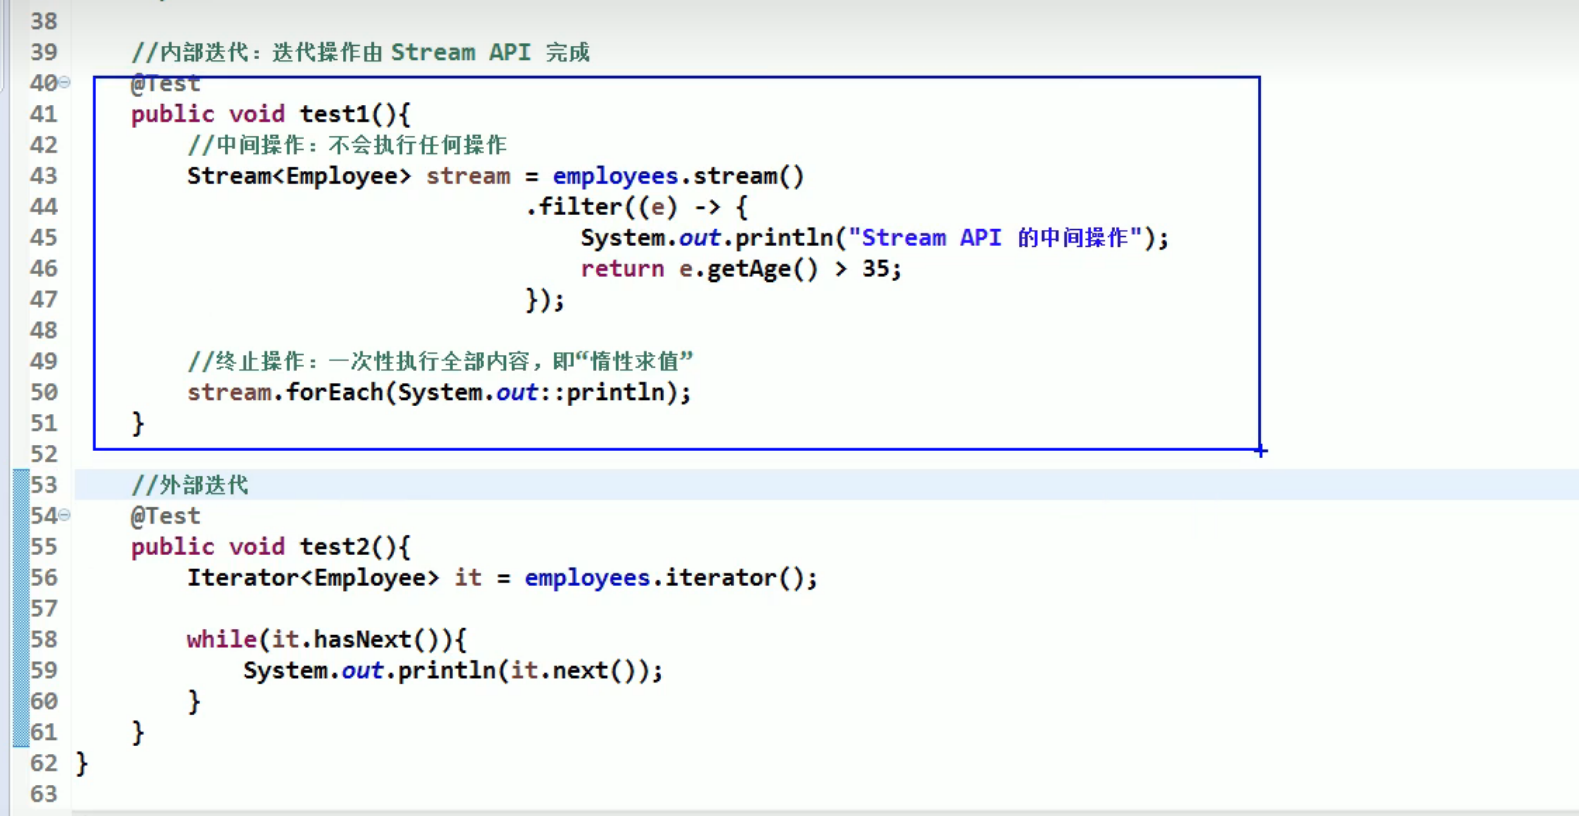 38
39 //内部迭代：迭代操作由 Stream API 完成
40 @Test
41 public void test1(){
42 //中间操作：不会执行任何操作
43 Stream<Employee> stream = employees.stream()
44 .filter((e) -> {
45 System.out.println("Stream API 的中间操作");
46 return e.getAge() > 35;
47 });
48
49 //终止操作：一次性执行全部内容，即“惰性求值”
50 stream.forEach(System.out::println);
51 }
52
53 //外部迭代
54 @Test
55 public void test2(){
56 Iterator<Employee> it = employees.iterator();
57
58 while(it.hasNext()){
59 System.out.println(it.next());
60 }
61 }
62 }
63